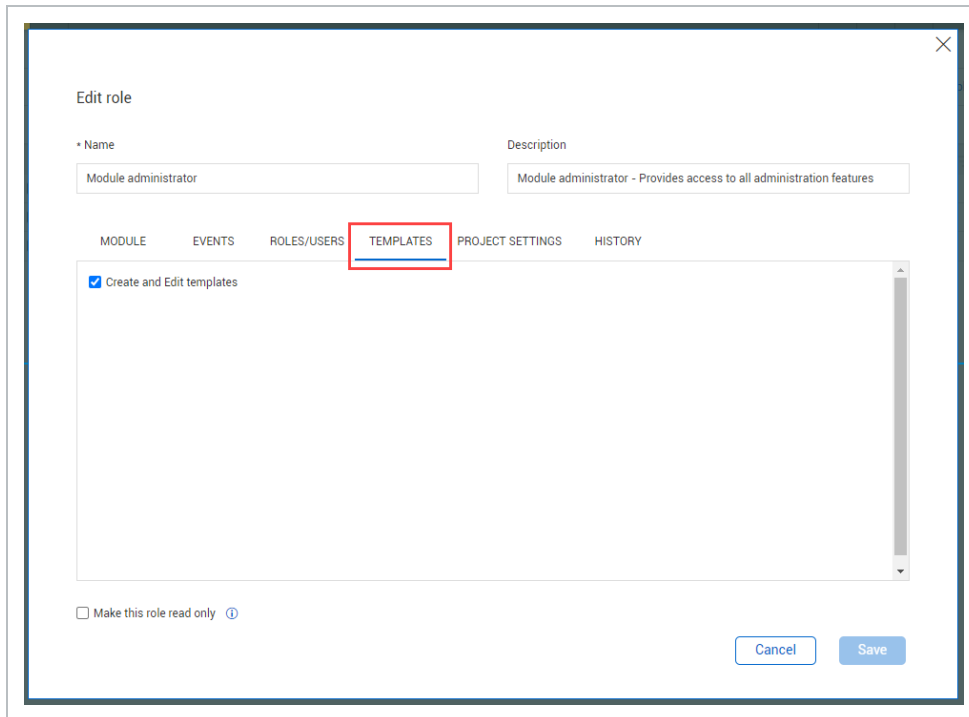 Edit role
* Name
Description
Module administrator
Module administrator - Provides access to all administration features
MODULE EVENTS ROLES/USERS TEMPLATES PROJECT SETTINGS HISTORY
Create and Edit templates
Make this role read only
Cancel Save